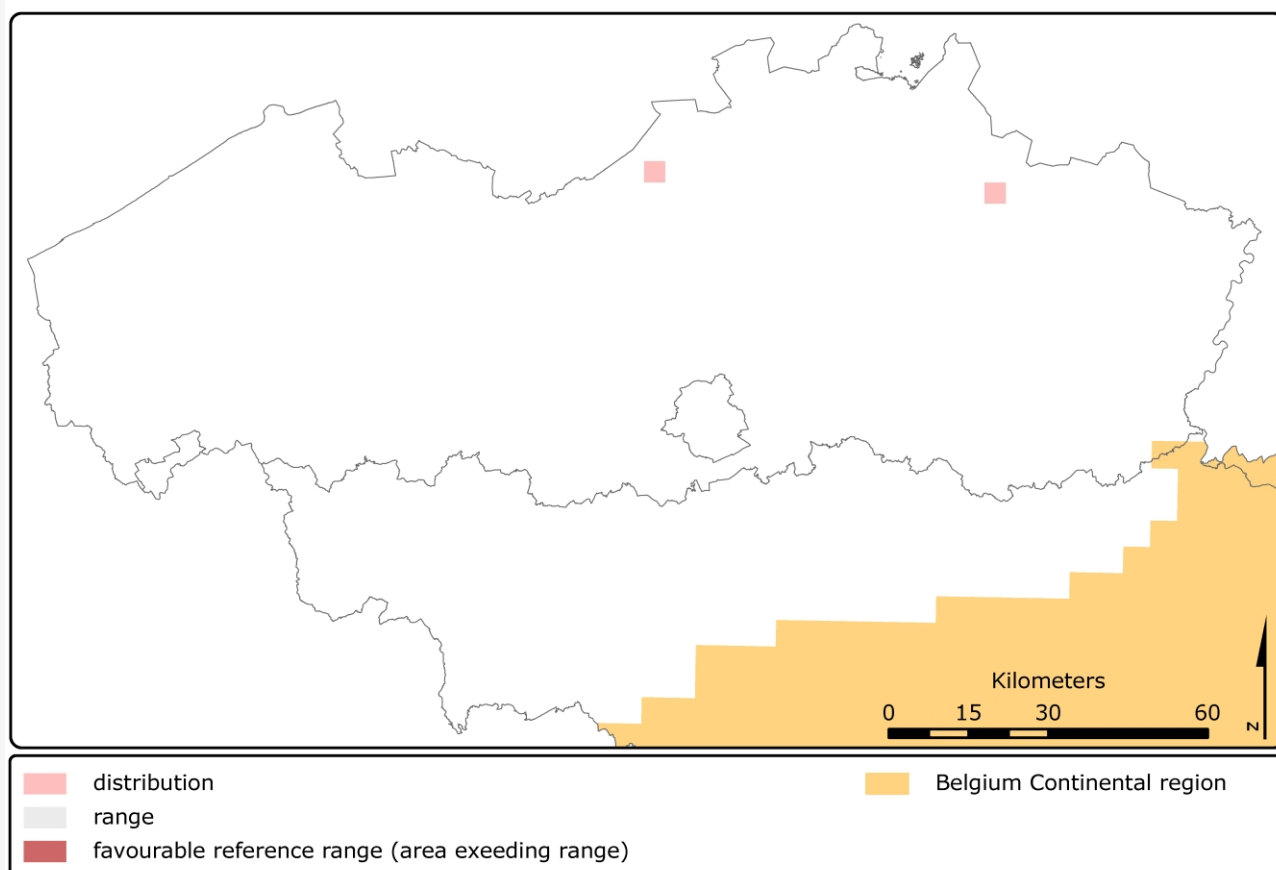 Kilometers
0 15 30 60
N
distribution
Belgium Continental region
range
favourable reference range (area exeeding range)